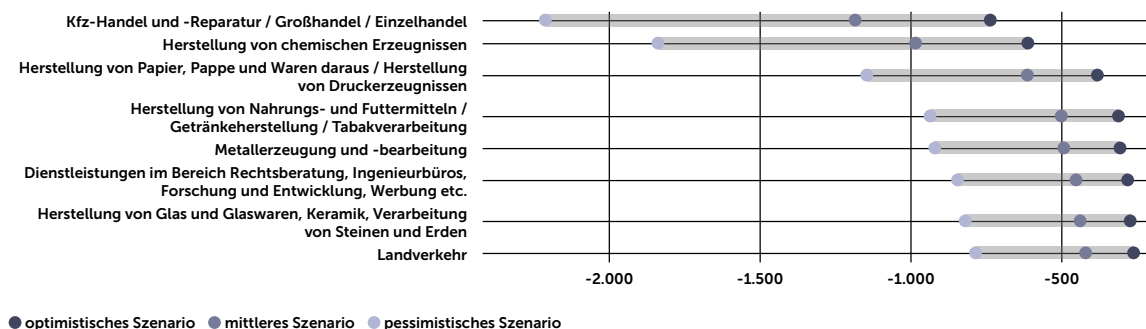 Kfz-Handel und -Reparatur / Großhandel / Einzelhandel
Herstellung von chemischen Erzeugnissen
Herstellung von Papier, Pappe und Waren daraus / Herstellung
von Druckerzeugnissen
Herstellung von Nahrungs- und Futtermitteln /
Getränkeherstellung / Tabakverarbeitung
Metallerzeugung und -bearbeitung
Dienstleistungen im Bereich Rechtsberatung, Ingenieurbüros,
Forschung und Entwicklung, Werbung etc.
Herstellung von Glas und Glaswaren, Keramik, Verarbeitung
von Steinen und Erden
Landverkehr
-2.000 -1.500 -1.000 -500
optimistisches Szenario mittleres Szenario pessimistisches Szenario